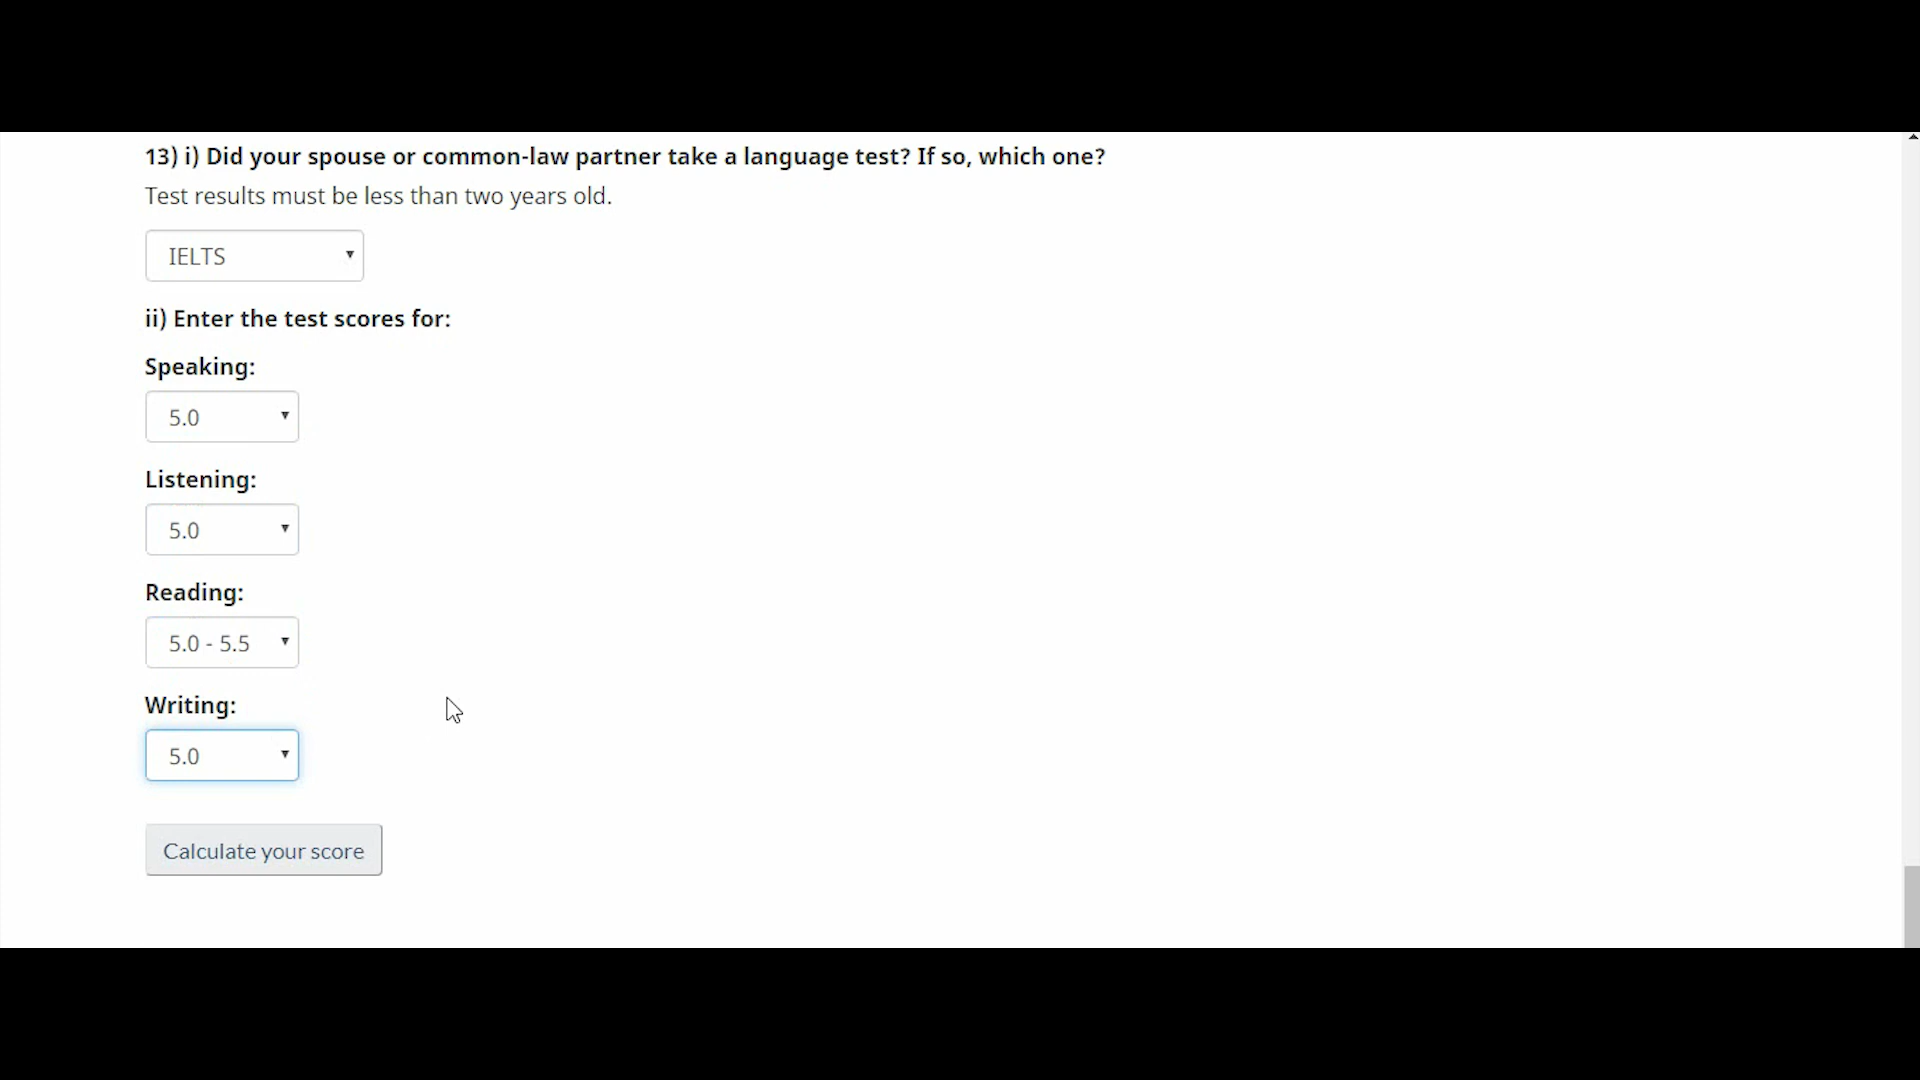 13) i) Did your spouse or common-law partner take a language test? If so, which one?
Test results must be less than two years old.
IELTS
ii) Enter the test scores for:
Speaking:
5.0
Listening:
5.0
Reading:
5.0 - 5.5
Writing:
5.0
Calculate your score